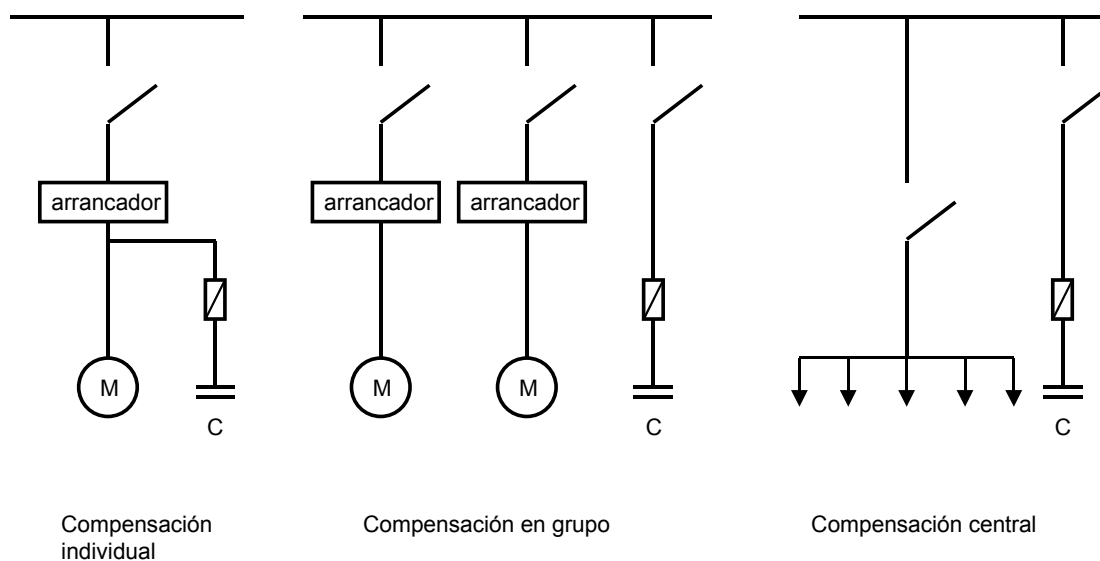 arrancador
arrancador
arrancador
M
M
M
C
C
C
Compensación
individual
Compensación en grupo
Compensación central